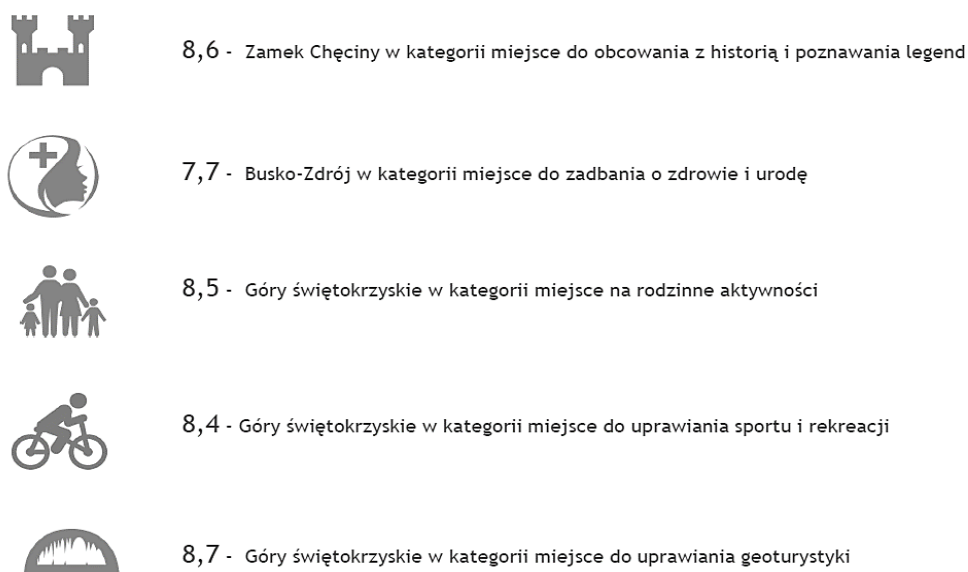 8,6 - Zamek Chęciny w kategorii miejsce do obcowania z historią i poznawania legend
7,7 - Busko-Zdrój w kategorii miejsce do zadbania o zdrowie i urodę
8,5 - Góry świętokrzyskie w kategorii miejsce na rodzinne aktywności
8,4 - Góry świętokrzyskie w kategorii miejsce do uprawiania sportu i rekreacji
8,7 - Góry świętokrzyskie w kategorii miejsce do uprawiania geoturystyki